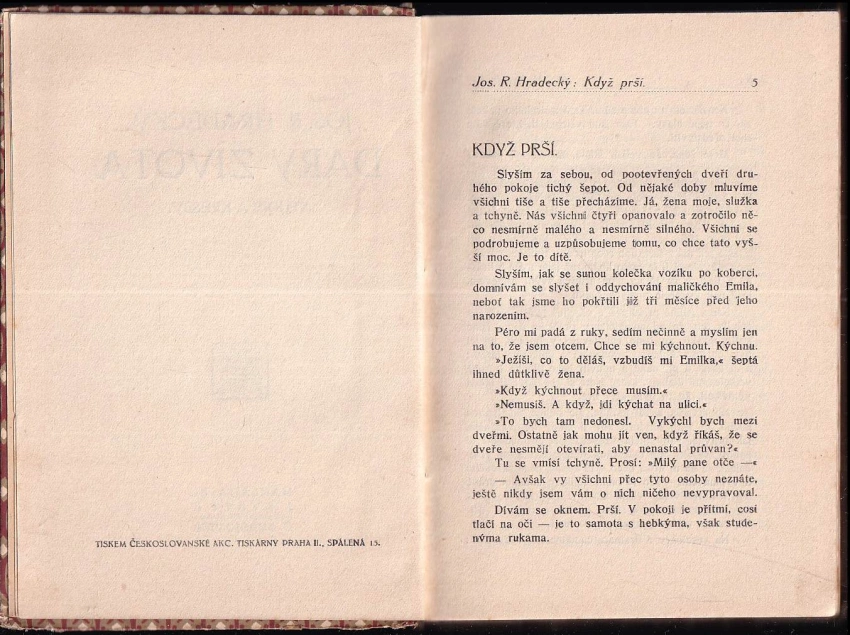 TISKEM ČESKOSLOVANSKÉ AKC. TISKÁRNY PRAHA II., SPÁLENÁ 15.
Jos. R. Hradecký: Když prší. 5
KDYŽ PRŠÍ.
Slyším za sebou, od pootevřených dveří dru-
hého pokoje tichý šepot. Od nějaké doby mluvíme
všichni tiše a tiše přecházíme. Já, žena moje, služka
a tchyně. Nás všichni čtyři opanovalo a zotročilo ně-
co nesmírně malého a nesmírně silného. Všichni se
podrobujeme a uzpůsobujeme tomu, co chce tato vyš-
ší moc. Je to dítě.
Slyším, jak se sunou kolečka vozíku po koberci,
domnívám se slyšet i oddychování maličkého Emila,
neboť tak jsme ho pokřtili již tři měsíce před jeho
narozením.
Péro mi padá z ruky, sedím nečinně a myslím jen
na to, že jsem otcem. Chce se mi kýchnout. Kýchnu.
»Ježíši, co to děláš, vzbudíš mi Emilka,« šeptá
ihned důtklivě žena.
»Když kýchnout přece musím.«
»Nemusíš. A když, jdi kýchat na ulici.«
»To bych tam nedonesl. Vykýchl bych mezi
dveřmi. Ostatně jak mohu jít ven, když říkáš, že se
dveře nesmějí otevírati, aby nenastal průvan?«
Tu se vmísí tchyně. Prosí: »Milý pane otče —«
— Avšak vy všichni přec tyto osoby neznáte,
ještě nikdy jsem vám o nich ničeho nevypravoval.
Dívám se oknem. Prší. V pokoji je přítmí, cosi
tlačí na oči — je to samota s hebkýma, však stude-
nýma rukama.